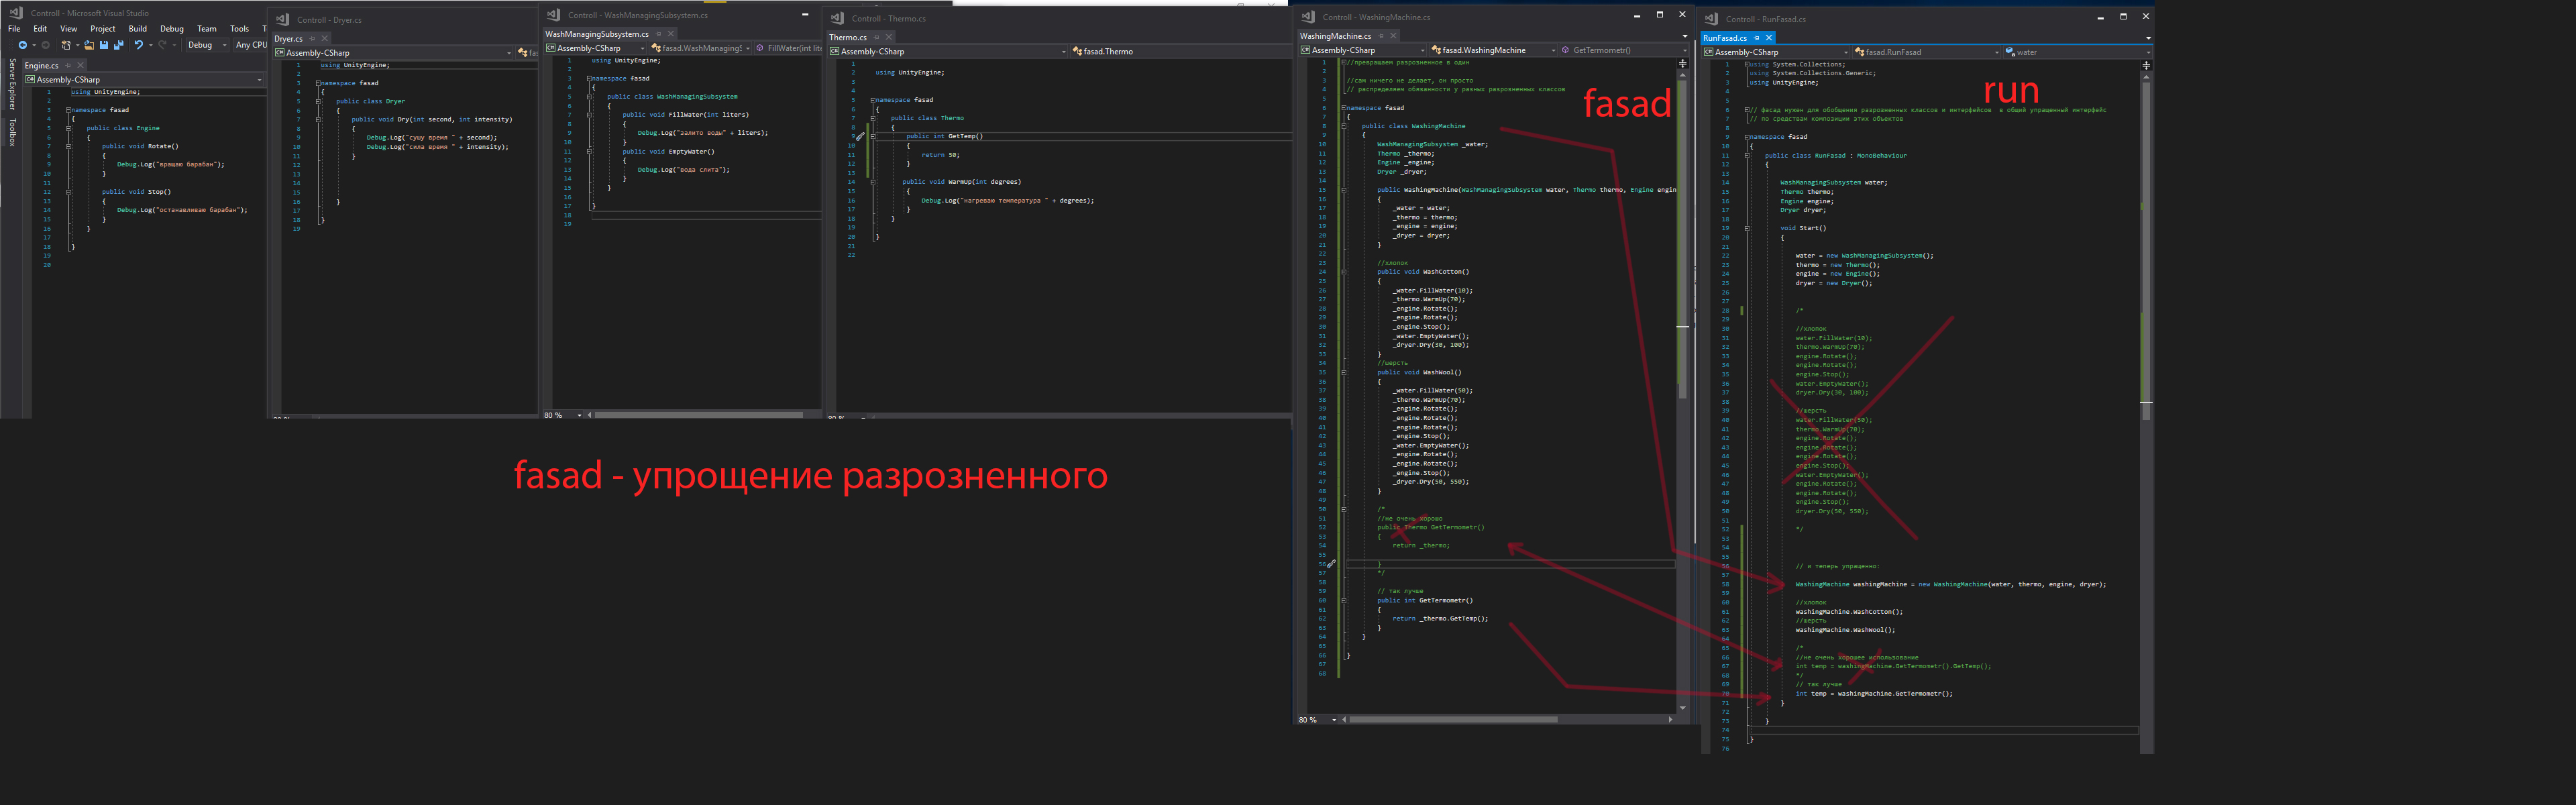 Controll - Microsoft Visual Studio
File Edit View Project Build Debug Team Tools T
Debug Any CPU
Server Explorer
Toolbox
Engine.cs
Assembly-CSharp
using UnityEngine;
namespace fasad
{
public class Engine
{
public void Rotate()
{
Debug.Log("вращаю барабан");
}
public void Stop()
{
Debug.Log("останавливаю барабан");
}
}
}
Controll - Dryer.cs
Dryer.cs
Assembly-CSharp
using UnityEngine;
namespace fasad
{
public class Dryer
{
public void Dry(int second, int intensity)
{
Debug.Log("сушу время " + second);
Debug.Log("сила время " + intensity);
}
}
}
Controll - WashManagingSubsystem.cs
WashManagingSubsystem.cs
Assembly-CSharp fasad.WashManagingS FillWater(int lite
using UnityEngine;
namespace fasad
{
public class WashManagingSubsystem
{
public void FillWater(int liters)
{
Debug.Log("залито воды" + liters);
}
public void EmptyWater()
{
Debug.Log("вода слита");
}
}
}
80 %
Controll - Thermo.cs
Thermo.cs
Assembly-CSharp fasad.Thermo
using UnityEngine;
namespace fasad
{
public class Thermo
{
public int GetTemp()
{
return 50;
}
public void WarmUp(int degrees)
{
Debug.Log("нагреваю температура " + degrees);
}
}
}
fasad - упрощение разрозненного
Controll - WashingMachine.cs
WashingMachine.cs
Assembly-CSharp fasad.WashingMachine GetTermometr()
fasad
//превращаем разрозненное в один
//сам ничего не делает, он просто
// распределяем обязанности у разных разрозненных классов
namespace fasad
{
public class WashingMachine
{
WashManagingSubsystem _water;
Thermo _thermo;
Engine _engine;
Dryer _dryer;
public WashingMachine(WashManagingSubsystem water, Thermo thermo, Engine engin
{
_water = water;
_thermo = thermo;
_engine = engine;
_dryer = dryer;
}
//хлопок
public void WashCotton()
{
_water.FillWater(10);
_thermo.WarmUp(70);
_engine.Rotate();
_engine.Rotate();
_engine.Stop();
_water.EmptyWater();
_dryer.Dry(30, 100);
}
//шерсть
public void WashWool()
{
_water.FillWater(50);
_thermo.WarmUp(70);
_engine.Rotate();
_engine.Rotate();
_engine.Rotate();
_engine.Stop();
_water.EmptyWater();
_engine.Rotate();
_engine.Rotate();
_engine.Stop();
_dryer.Dry(50, 550);
}
/*
//не очень хорошо
public Thermo GetTermometr()
{
return _thermo;
}
*/
// так лучше
public int GetTermometr()
{
return _thermo.GetTemp();
}
}
}
80 %
Controll - RunFasad.cs
RunFasad.cs
Assembly-CSharp fasad.RunFasad water
run
using System.Collections;
using System.Collections.Generic;
using UnityEngine;
// фасад нужен для обобщения разрозненных классов и интерфейсов в общий упращенный интерфейс
// по средствам композиции этих объектов
namespace fasad
{
public class RunFasad : MonoBehaviour
{
WashManagingSubsystem water;
Thermo thermo;
Engine engine;
Dryer dryer;
void Start()
{
water = new WashManagingSubsystem();
thermo = new Thermo();
engine = new Engine();
dryer = new Dryer();
/*
//хлопок
water.FillWater(10);
thermo.WarmUp(70);
engine.Rotate();
engine.Rotate();
engine.Stop();
water.EmptyWater();
dryer.Dry(30, 100);
//шерсть
water.FillWater(50);
thermo.WarmUp(70);
engine.Rotate();
engine.Rotate();
engine.Rotate();
engine.Stop();
water.EmptyWater();
engine.Rotate();
engine.Rotate();
engine.Stop();
dryer.Dry(50, 550);
*/
// и теперь упращенно:
WashingMachine washingMachine = new WashingMachine(water, thermo, engine, dryer);
//хлопок
washingMachine.WashCotton();
//шерсть
washingMachine.WashWool();
/*
//не очень хорошее использование
int temp = washingMachine.GetTermometr().GetTemp();
*/
// так лучше
int temp = washingMachine.GetTermometr();
}
}
}